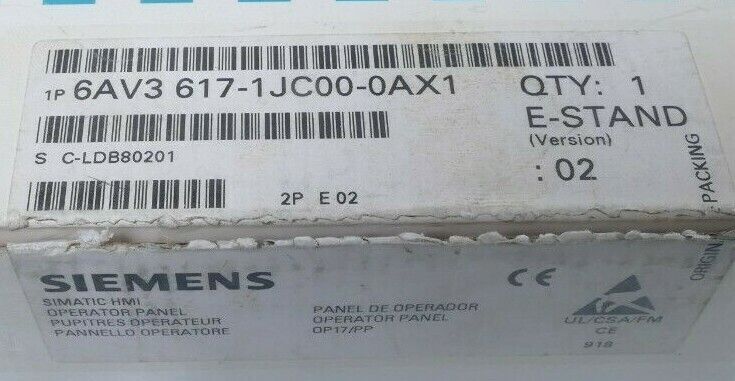 1P 6AV3 617-1JC00-0AX1
QTY: 1
E-STAND
(Version)
: 02
S C-LDB80201
2P E 02
ORIGIN. PACKING
SIEMENS
SIMATIC HMI
OPERATOR PANEL
PUPITRES OPERATEUR
PANNELLO OPERATORE
PANEL DE OPERADOR
OPERATOR PANEL
OP17/PP
CE
UL/CSA/FM
CE
918